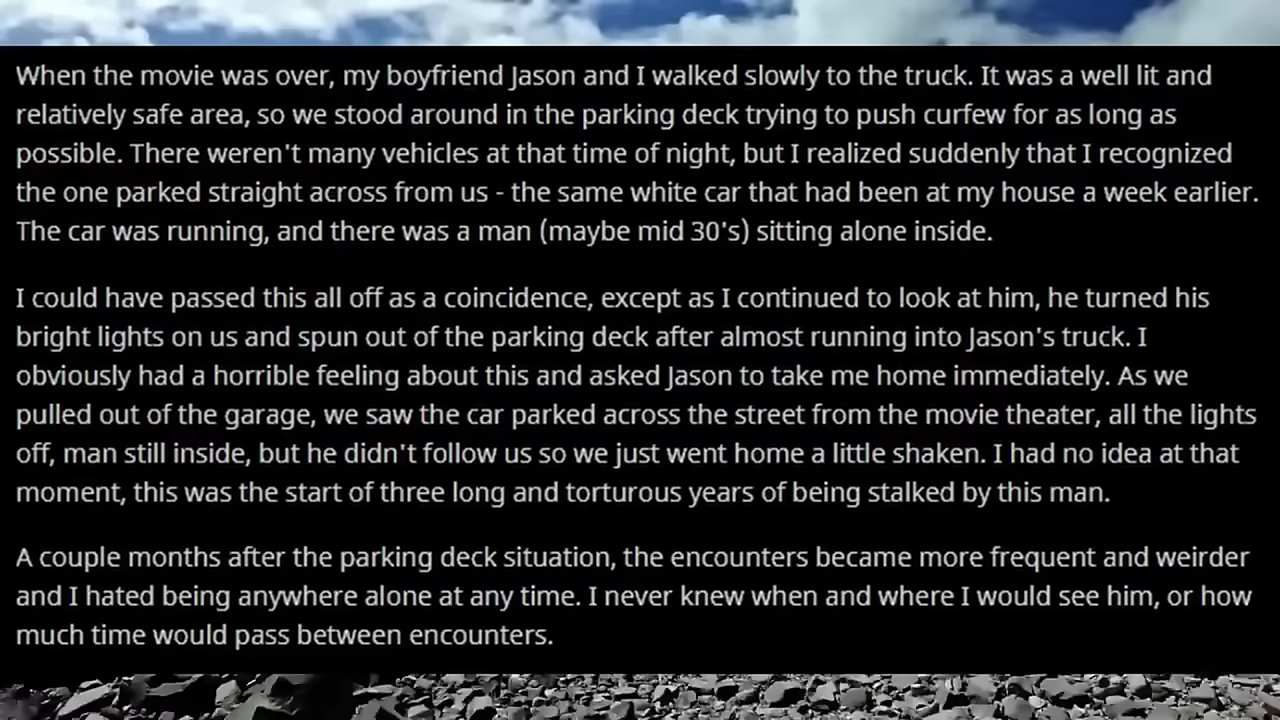 When the movie was over, my boyfriend Jason and I walked slowly to the truck. It was a well lit and
relatively safe area, so we stood around in the parking deck trying to push curfew for as long as
possible. There weren't many vehicles at that time of night, but I realized suddenly that I recognized
the one parked straight across from us - the same white car that had been at my house a week earlier.
The car was running, and there was a man (maybe mid 30's) sitting alone inside.
I could have passed this all off as a coincidence, except as I continued to look at him, he turned his
bright lights on us and spun out of the parking deck after almost running into Jason's truck. I
obviously had a horrible feeling about this and asked Jason to take me home immediately. As we
pulled out of the garage, we saw the car parked across the street from the movie theater, all the lights
off, man still inside, but he didn't follow us so we just went home a little shaken. I had no idea at that
moment, this was the start of three long and torturous years of being stalked by this man.
A couple months after the parking deck situation, the encounters became more frequent and weirder
and I hated being anywhere alone at any time. I never knew when and where I would see him, or how
much time would pass between encounters.